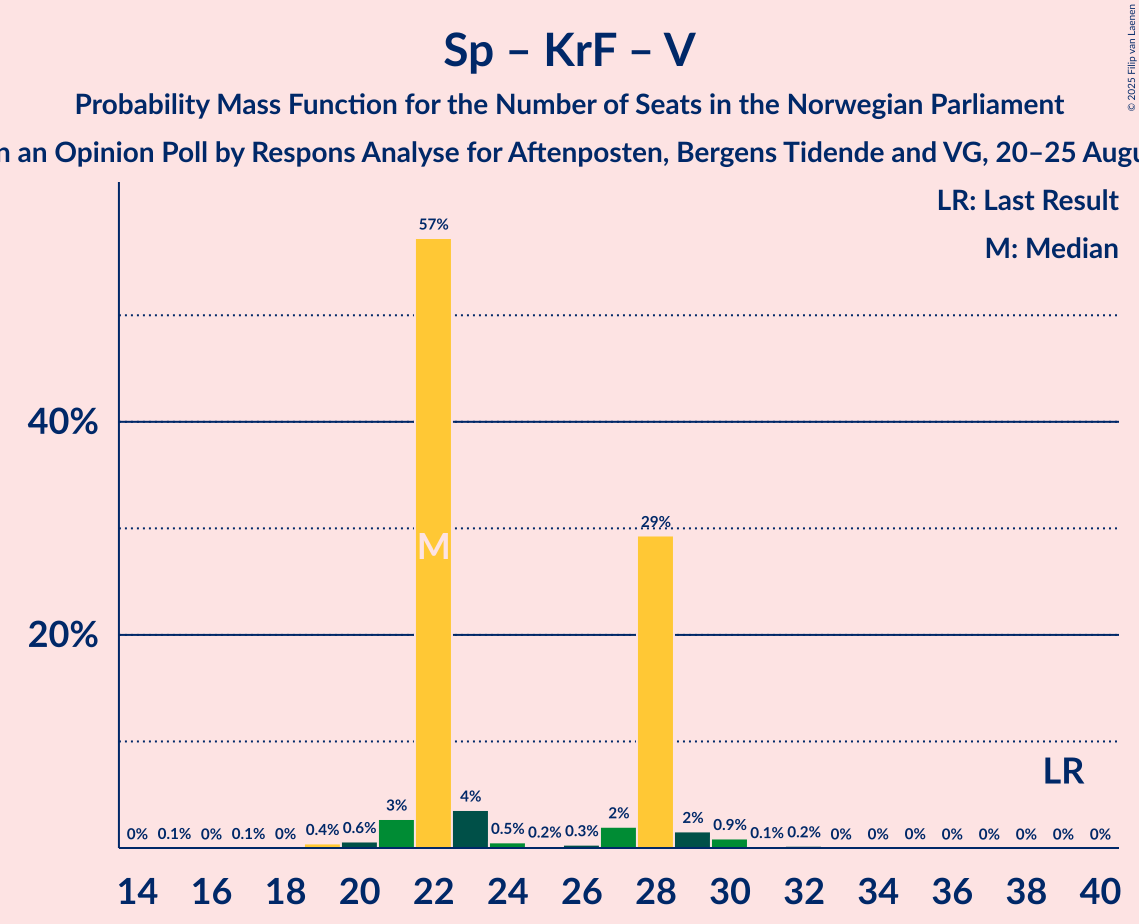 Sp – KrF – V
Probability Mass Function for the Number of Seats in the Norwegian Parliament
an Opinion Poll by Respons Analyse for Aftenposten, Bergens Tidende and VG, 20–25
© 2025 Filip van Laenen
LR: Last Result
M: Median
57%
40%
29%
M
20%
LR
0% 0.1% 0% 0.1% 0% 0.4% 0.6% 3% 4% 0.5% 0.2% 0.3% 2% 2% 0.9% 0.1% 0.2% 0% 0% 0% 0% 0% 0% 0% 0%
14 16 18 20 22 24 26 28 30 32 34 36 38 40